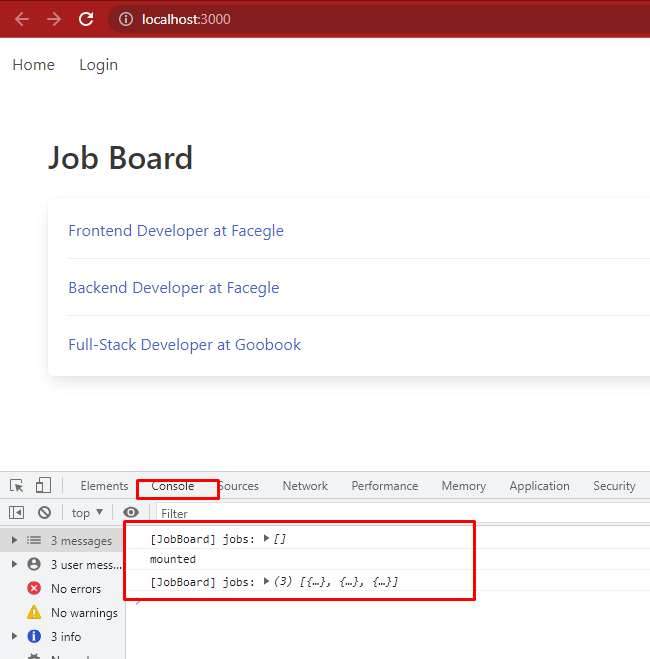 localhost:3000
Home Login
Job Board
Frontend Developer at Facegle
Backend Developer at Facegle
Full-Stack Developer at Goobook
Elements Console Sources Network Performance Memory Application Security
top ▼ Filter
3 messages
3 user mess...
No errors
No warnings
3 info
[JobBoard] jobs: ▶ []
mounted
[JobBoard] jobs: ▶ (3) [{…}, {…}, {…}]